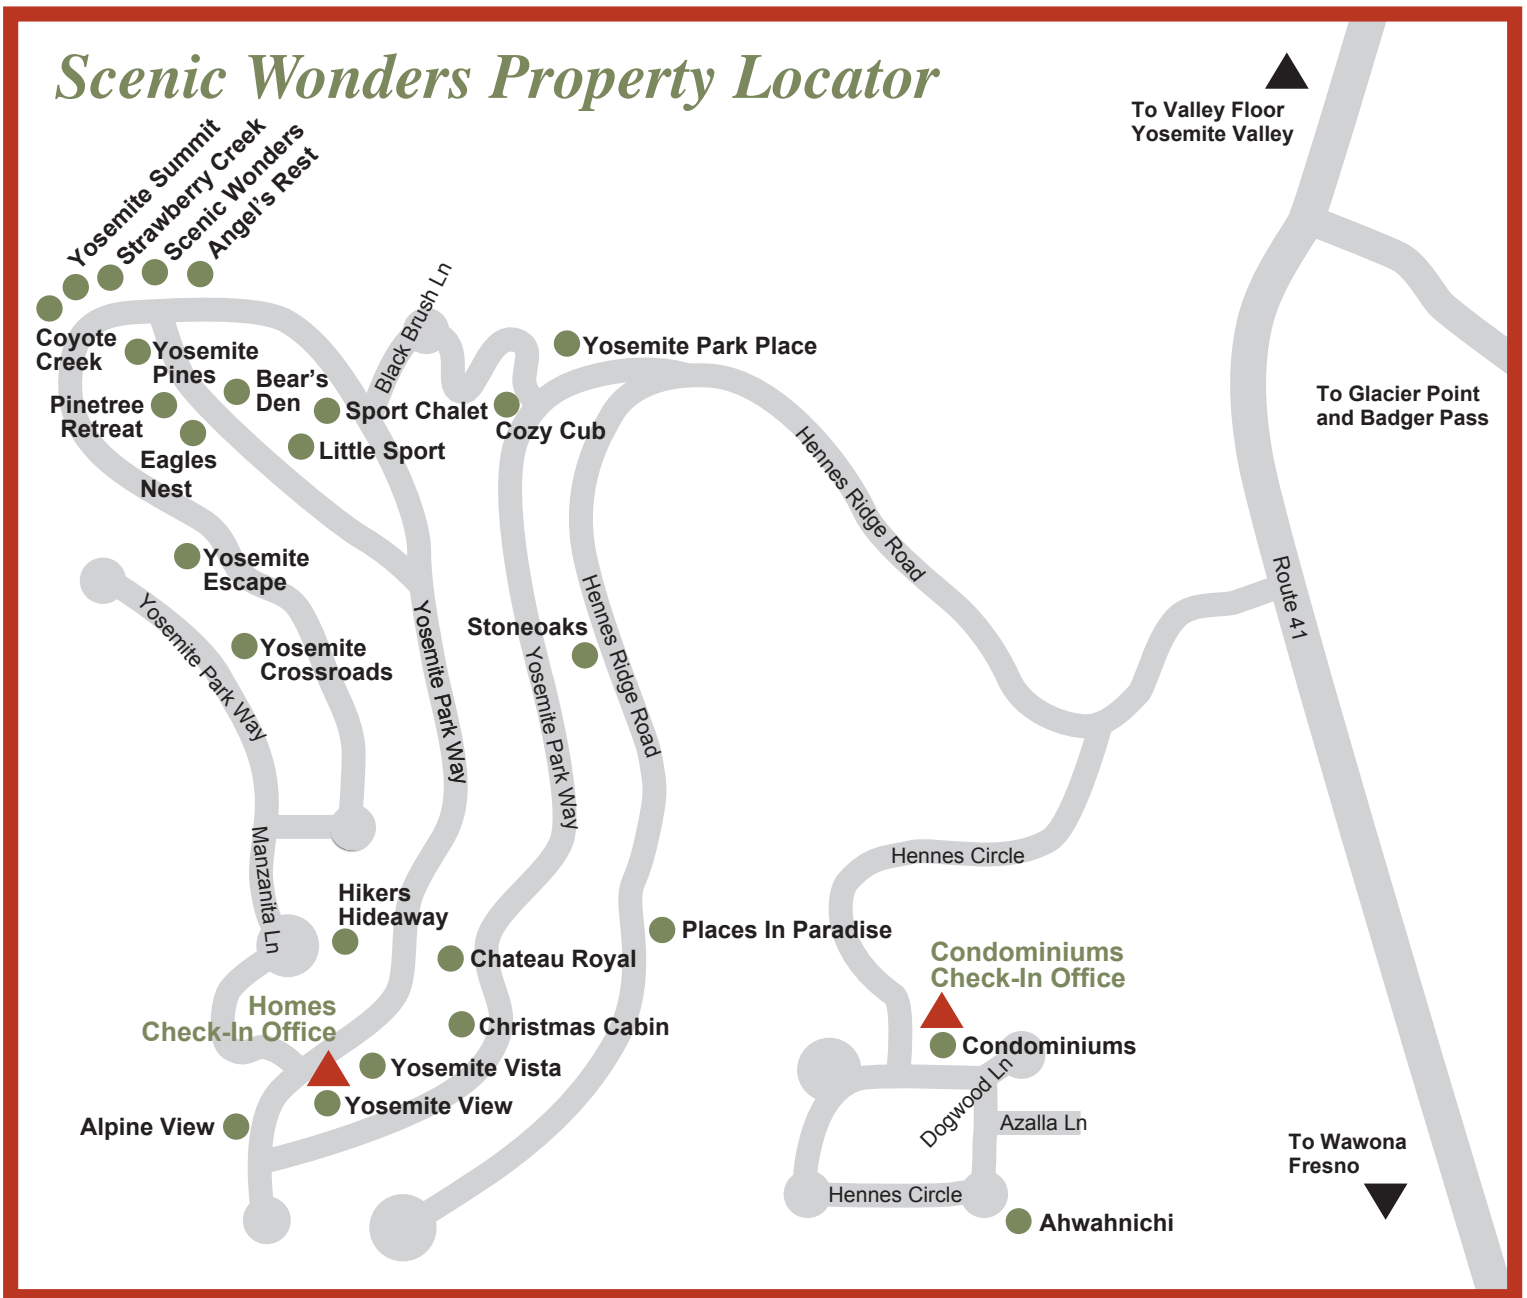 Scenic Wonders Property Locator
To Valley Floor
Yosemite Valley
Yosemite Summit
Strawberry Creek
Scenic Wonders
Angel's Rest
Coyote
Creek
Yosemite
Pines
Bear's
Den
Black Brush Ln
Yosemite Park Place
Pinetree
Retreat
Sport Chalet
Cozy Cub
Little Sport
Eagles
Nest
To Glacier Point
and Badger Pass
Hennes Ridge Road
Yosemite
Escape
Route 41
Yosemite Park Way
Yosemite
Crossroads
Yosemite Park Way
Stoneoaks
Yosemite Park Way
Hennes Ridge Road
Manzanita Ln
Hennes Circle
Hikers
Hideaway
Chateau Royal
Places In Paradise
Condominiums
Check-In Office
Homes
Check-In Office
Christmas Cabin
Condominiums
Yosemite Vista
Yosemite View
Alpine View
Dogwood Ln
Azalla Ln
Hennes Circle
Ahwahnichi
To Wawona
Fresno